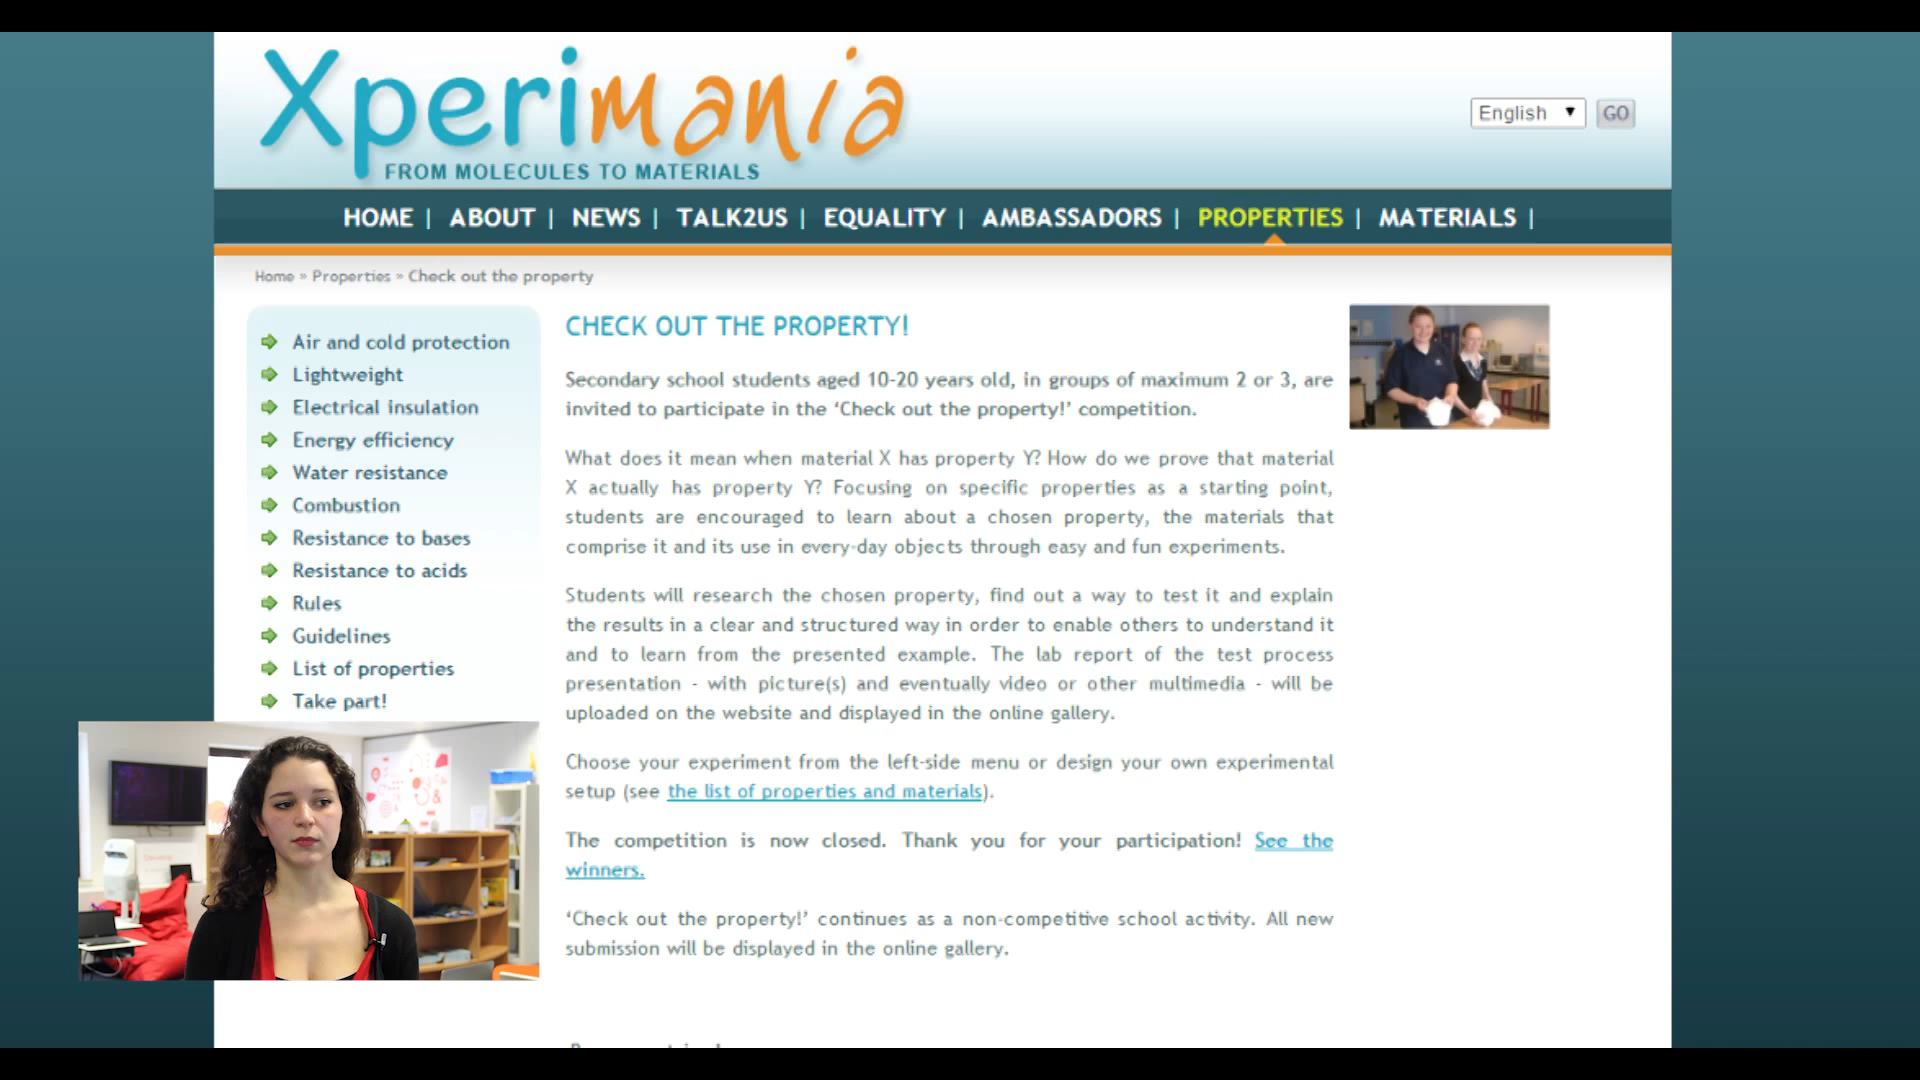 Xperimania
FROM MOLECULES TO MATERIALS
English
GO
HOME | ABOUT | NEWS | TALK2US | EQUALITY | AMBASSADORS | PROPERTIES | MATERIALS |
Home » Properties » Check out the property
Air and cold protection
Lightweight
Electrical insulation
Energy efficiency
Water resistance
Combustion
Resistance to bases
Resistance to acids
Rules
Guidelines
List of properties
Take part!
CHECK OUT THE PROPERTY!
Secondary school students aged 10-20 years old, in groups of maximum 2 or 3, are
invited to participate in the ‘Check out the property!’ competition.
What does it mean when material X has property Y? How do we prove that material
X actually has property Y? Focusing on specific properties as a starting point,
students are encouraged to learn about a chosen property, the materials that
comprise it and its use in every-day objects through easy and fun experiments.
Students will research the chosen property, find out a way to test it and explain
the results in a clear and structured way in order to enable others to understand it
and to learn from the presented example. The lab report of the test process
presentation - with picture(s) and eventually video or other multimedia - will be
uploaded on the website and displayed in the online gallery.
Choose your experiment from the left-side menu or design your own experimental
setup (see the list of properties and materials).
The competition is now closed. Thank you for your participation! See the
winners.
‘Check out the property!’ continues as a non-competitive school activity. All new
submission will be displayed in the online gallery.